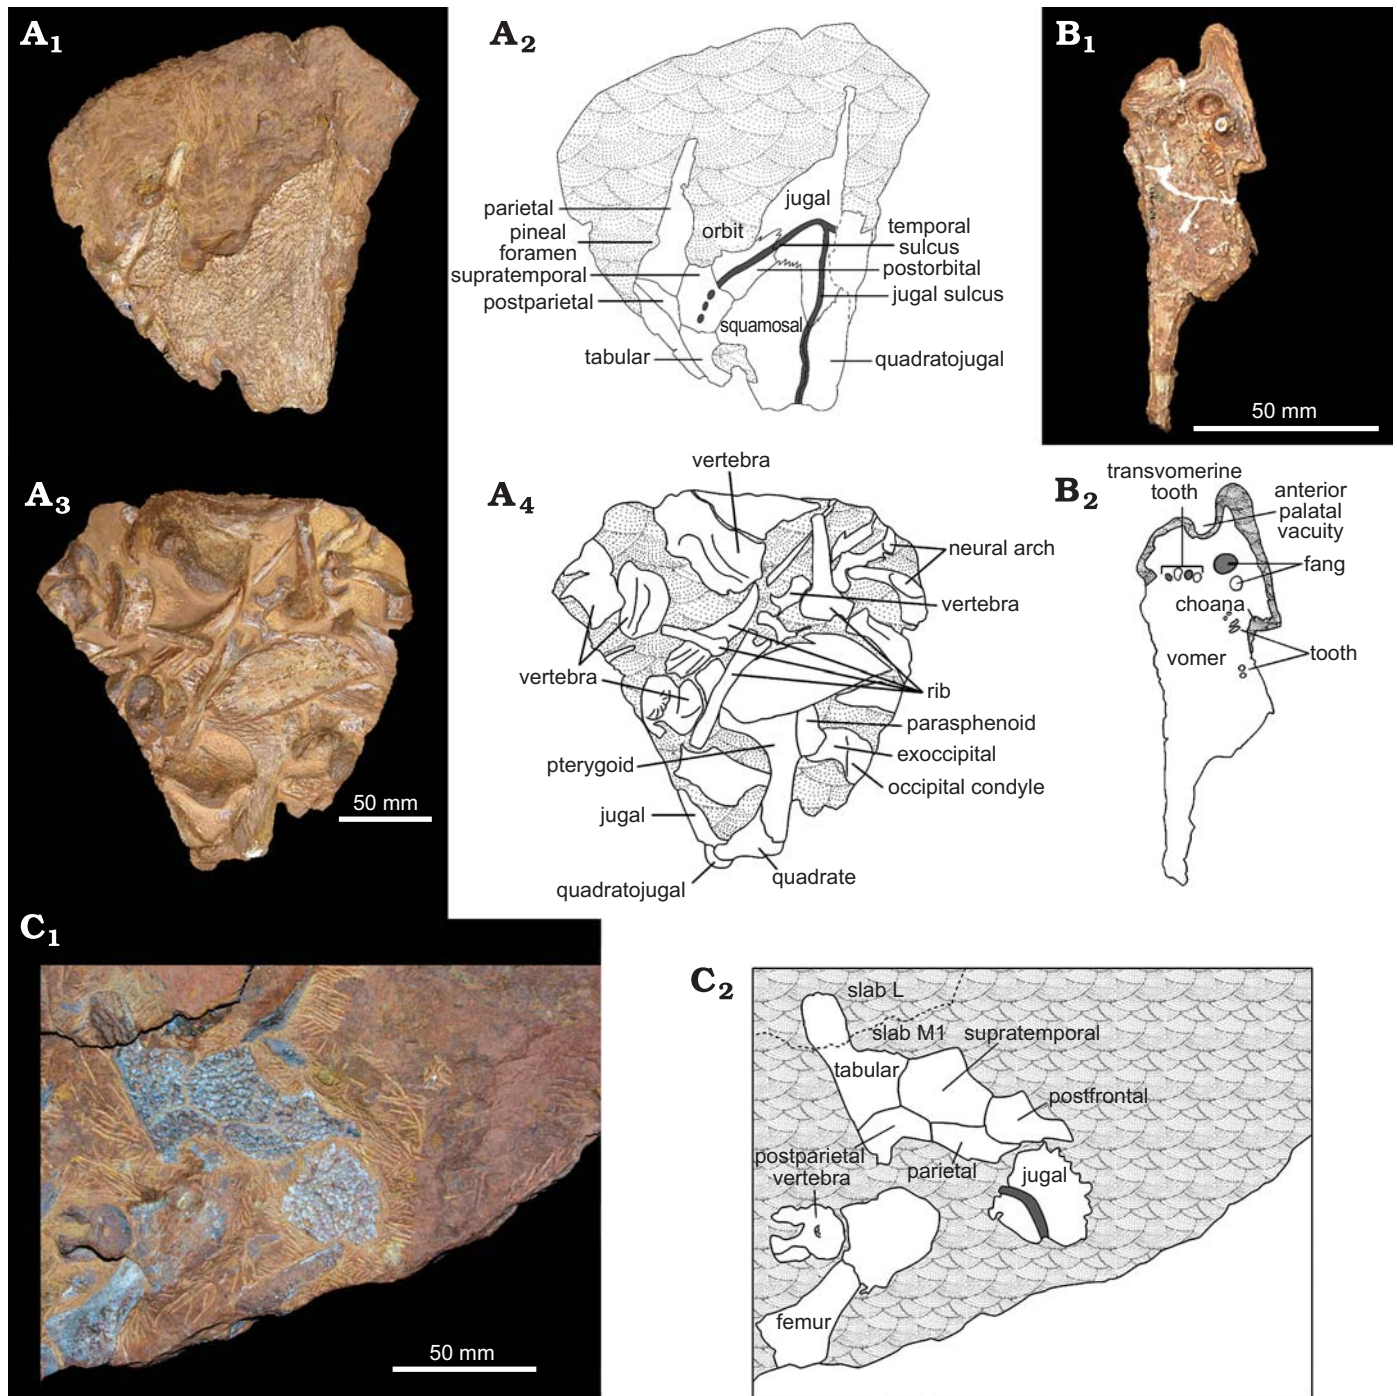 A1
A2
parietal
pineal
foramen
supratemporal
postparietal
tabular
orbit
jugal
squamosal
temporal
sulcus
postorbital
jugal sulcus
quadratojugal
B1
50 mm
A3
50 mm
A4
vertebra
neural arch
vertebra
vertebra
rib
parasphenoid
exoccipital
occipital condyle
pterygoid
jugal
quadratojugal
quadrate
B2
transvomerine
tooth
anterior
palatal
vacuity
fang
choana
vomer
tooth
C1
50 mm
C2
slab L
slab M1
supratemporal
tabular
postfrontal
postparietal
parietal
vertebra
jugal
femur